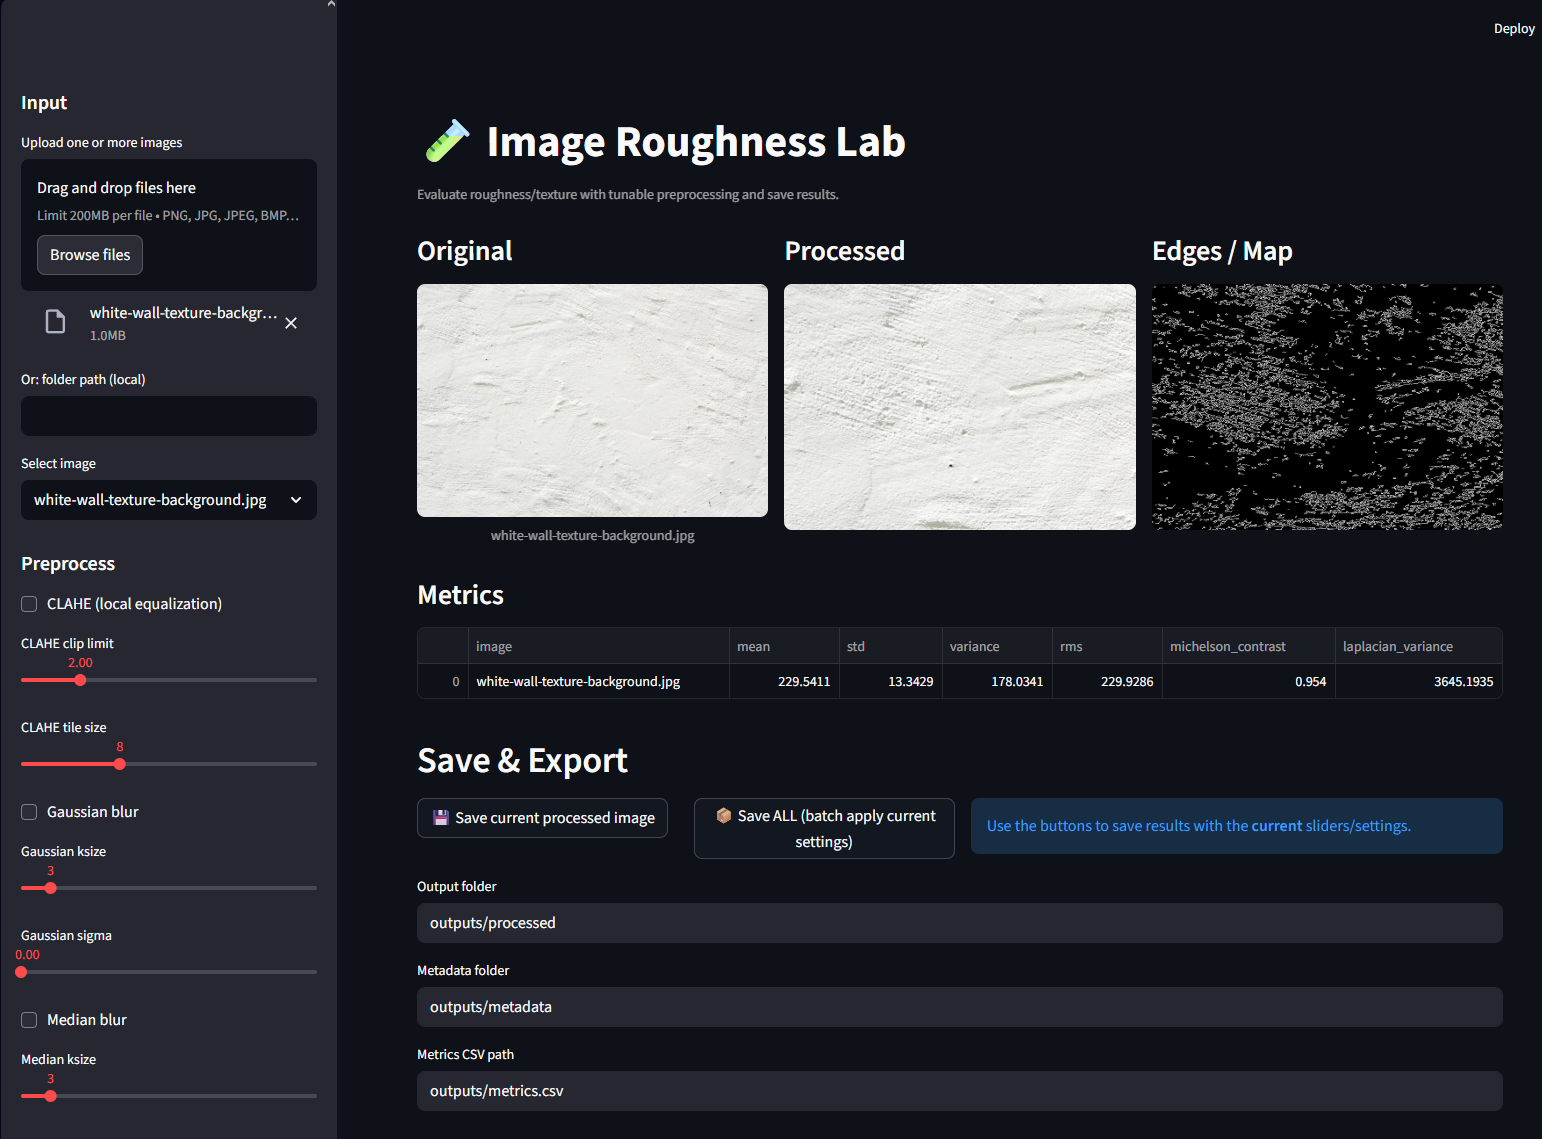 Deploy
Input
Upload one or more images
Drag and drop files here
Limit 200MB per file • PNG, JPG, JPEG, BMP...
Browse files
white-wall-texture-backgr...
1.0MB
Or: folder path (local)
Select image
white-wall-texture-background.jpg
Preprocess
CLAHE (local equalization)
CLAHE clip limit
2.00
CLAHE tile size
8
Gaussian blur
Gaussian ksize
3
Gaussian sigma
0.00
Median blur
Median ksize
3
Image Roughness Lab
Evaluate roughness/texture with tunable preprocessing and save results.
Original Processed Edges / Map
white-wall-texture-background.jpg
Metrics
image mean std variance rms michelson_contrast laplacian_variance
0 white-wall-texture-background.jpg 229.5411 13.3429 178.0341 229.9286 0.954 3645.1935
Save & Export
Save current processed image
Save ALL (batch apply current
settings)
Use the buttons to save results with the current sliders/settings.
Output folder
outputs/processed
Metadata folder
outputs/metadata
Metrics CSV path
outputs/metrics.csv